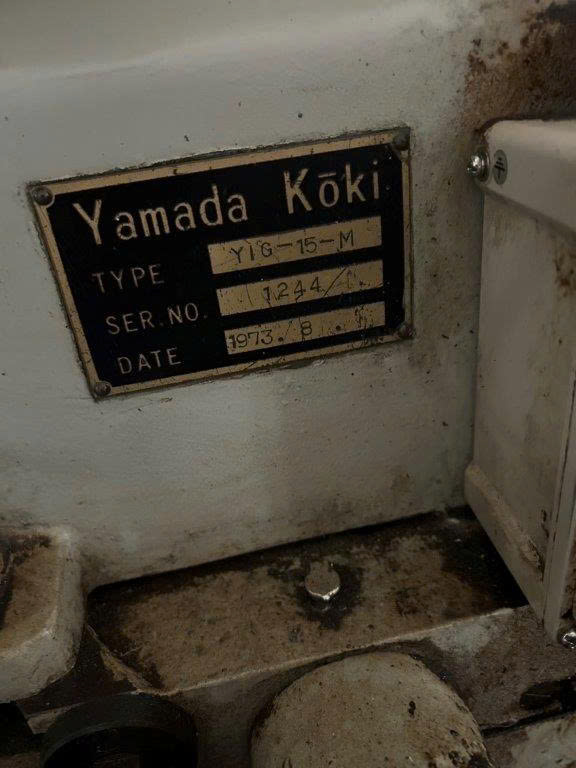 Yamada Kōki
TYPE YIG-15-M
SER.NO. 1244
DATE 1973.8.